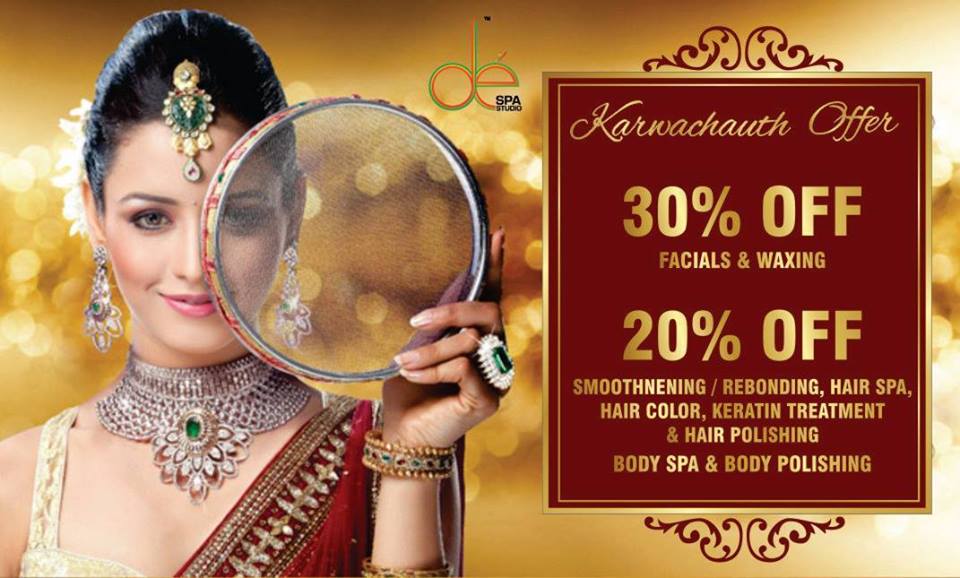 TM
dé
SPA
STUDIO
Karwachauth Offer
30% OFF
FACIALS & WAXING
20% OFF
SMOOTHNENING / REBONDING, HAIR SPA,
HAIR COLOR, KERATIN TREATMENT
& HAIR POLISHING
BODY SPA & BODY POLISHING